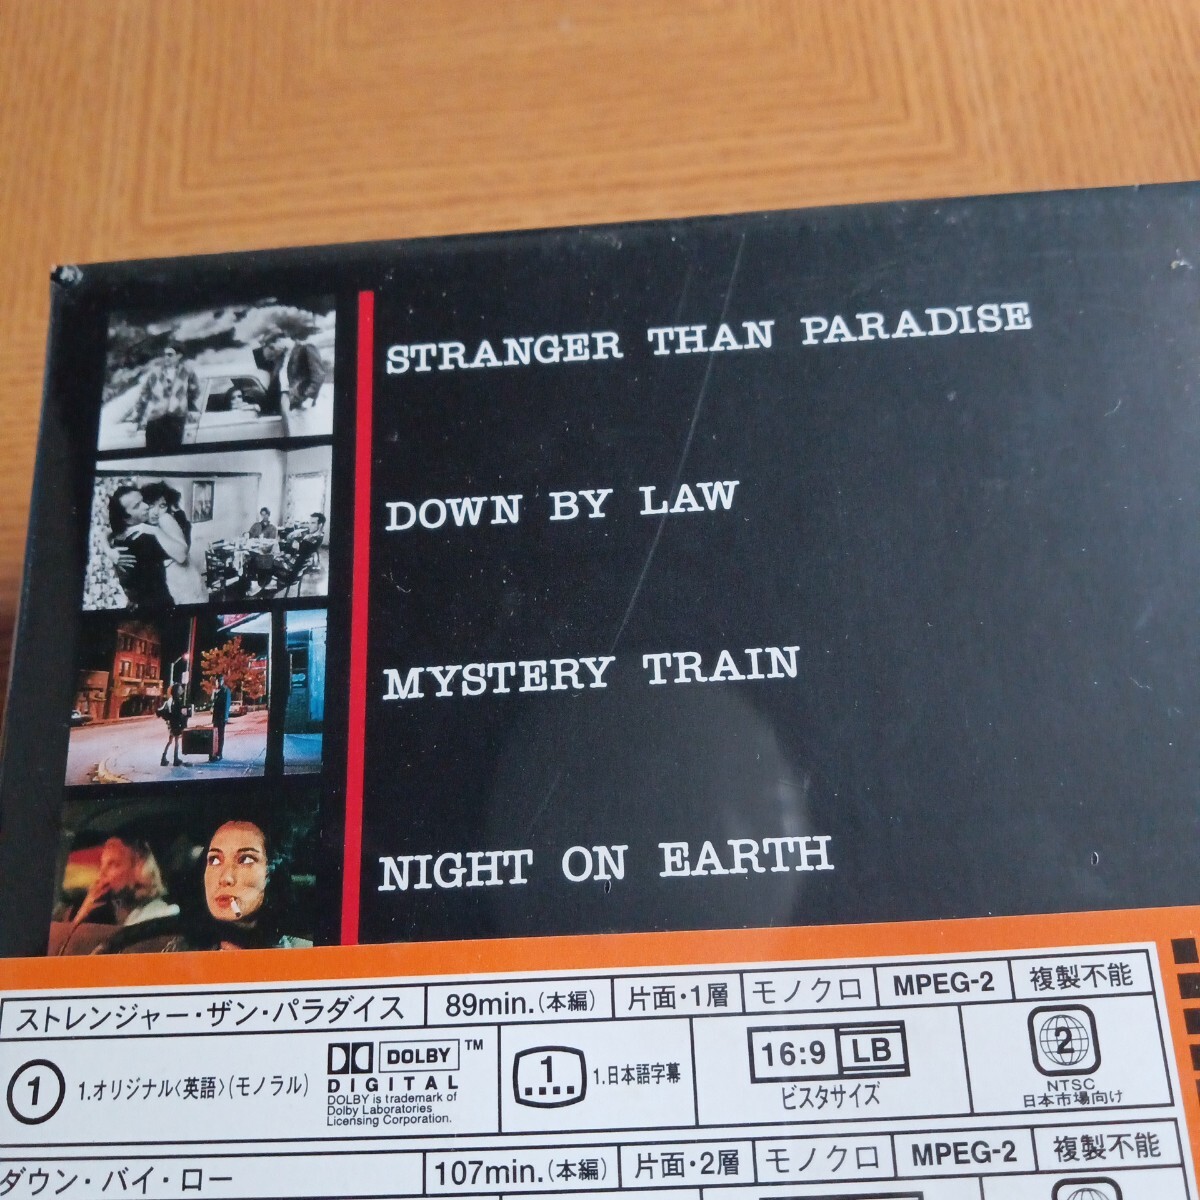 STRANGER THAN PARADISE
DOWN BY LAW
MYSTERY TRAIN
NIGHT ON EARTH
ストレンジャー・ザン・パラダイス 89min.(本編) 片面・1層 モノクロ MPEG-2 複製不能
1 1.オリジナル〈英語〉(モノラル) DOLBY ™
DIGITAL
DOLBY is trademark of
Dolby Laboratories
Licensing Corporation.
1 1.日本語字幕
16:9 LB
ビスタサイズ
2
NTSC
日本市場向け
ダウン・バイ・ロー 107min.(本編) 片面・2層 モノクロ MPEG-2 複製不能